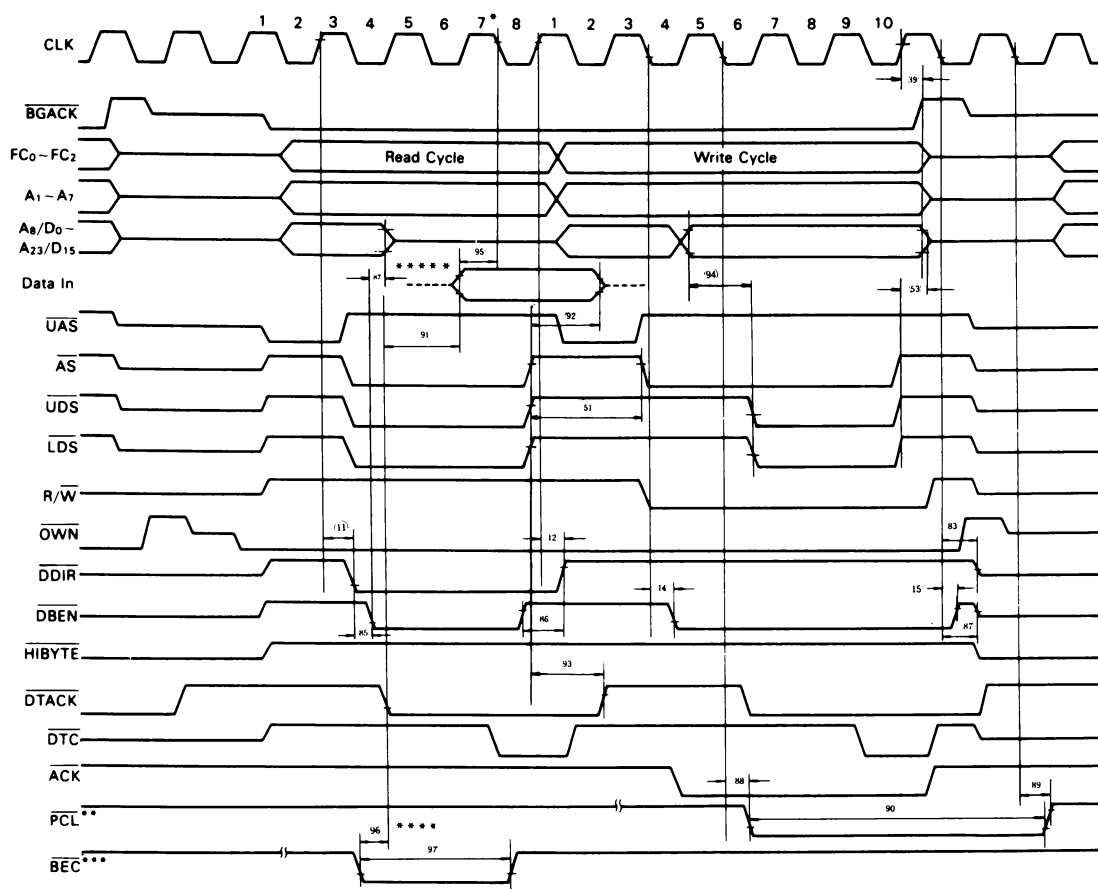 1 2 3 4 5 6 7* 8 1 2 3 4 5 6 7 8 9 10
CLK
39
BGACK
FC0~FC2 Read Cycle Write Cycle
A1~A7
A8/D0~
A23/D15
95
87 ***** (94) 53
Data In
UAS 92
91
AS
UDS 51
LDS
R/W
OWN (11) 12 83
DDIR
14 15
DBEN 86 87
85
HIBYTE
93
DTACK
DTC
ACK
88 89
PCL** 90
96 ****
97
BEC***